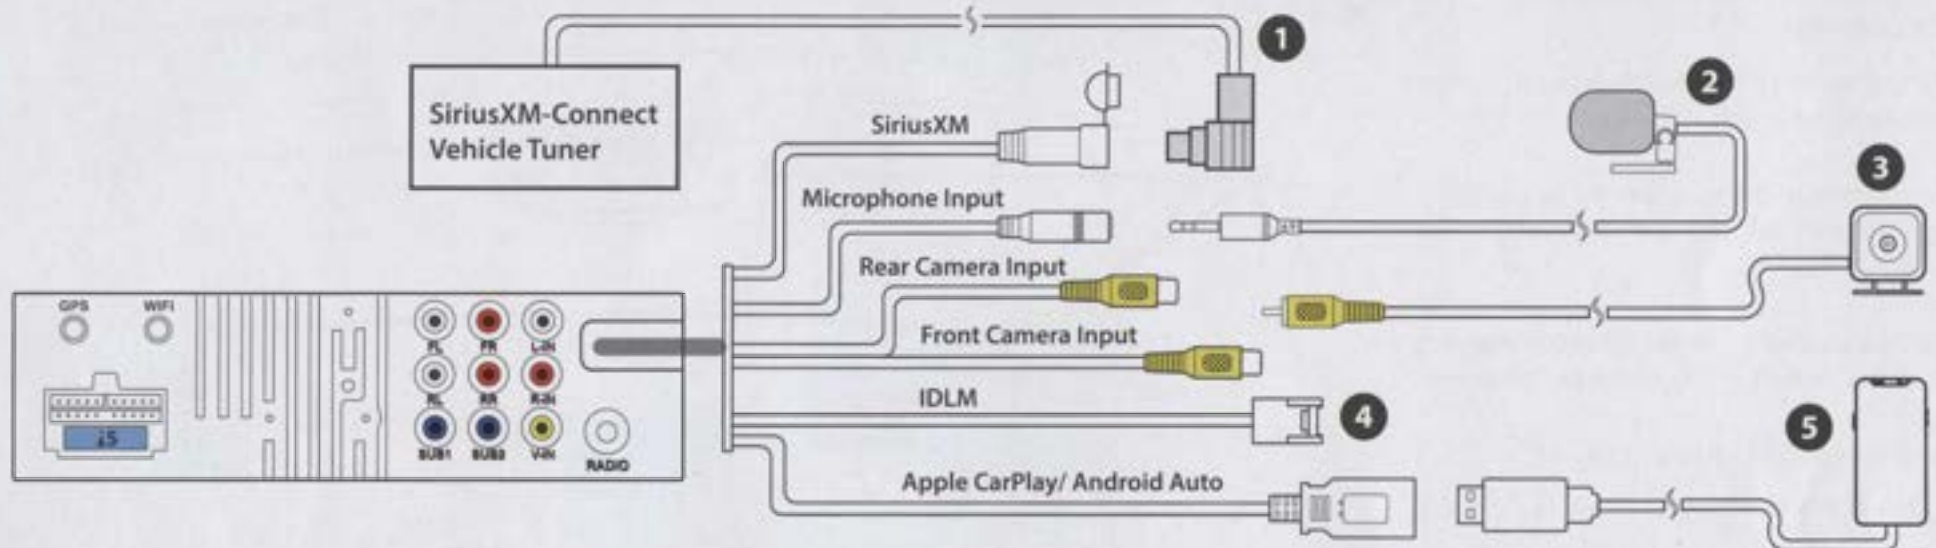 1
SiriusXM-Connect
Vehicle Tuner
SiriusXM
2
Microphone Input
3
Rear Camera Input
GPS
WIFI
Front Camera Input
FL
FR
L-IN
RL
RR
R-IN
IDLM
4
5
i5
SUB1
SUB2
V-IN
RADIO
Apple CarPlay/ Android Auto